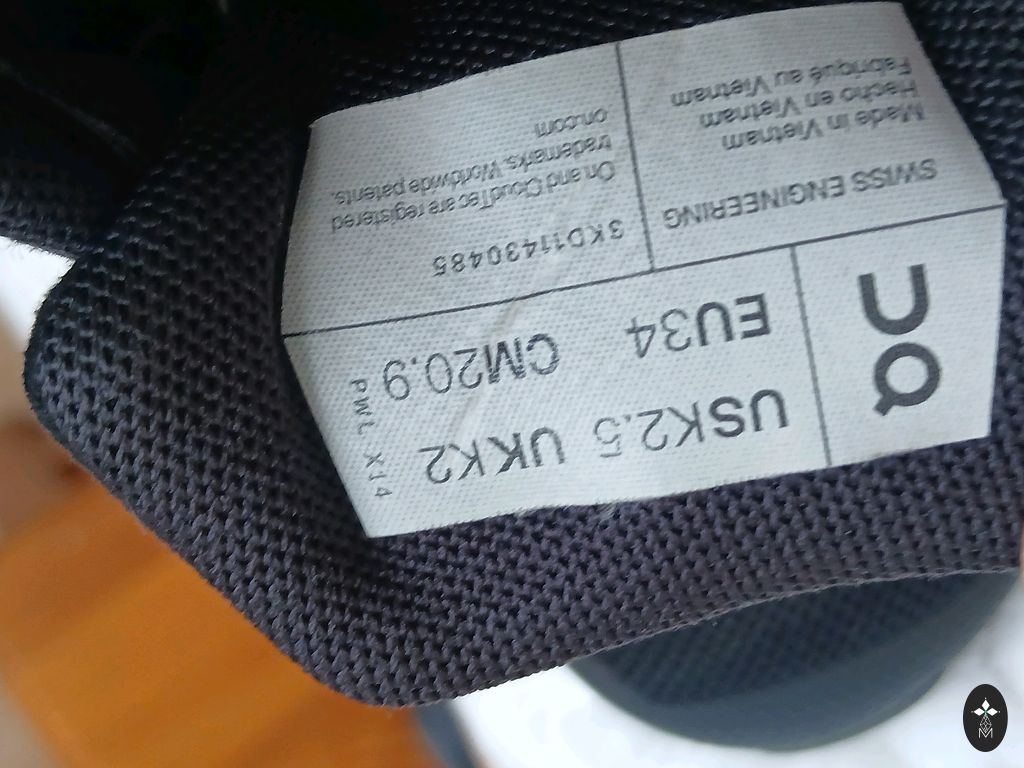 On
USK2.5 UKK2
EU34 CM20.9
PWL X14
SWISS ENGINEERING
Made in Vietnam
Hecho en Vietnam
Fabriqué au Vietnam
3KD11430485
On and CloudTec are registered
trademarks. Worldwide patents.
on.com
M